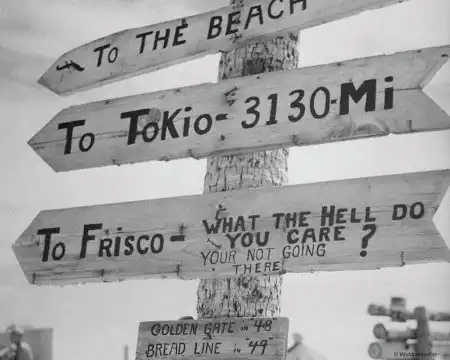 TO THE BEACH
To ToKio- 3130-Mi
To FRISCO- WHAT THE HELL DO
YOU CARE ?
YOUR NOT GOING
THERE
GOLDEN GATE IN "48
BREAD LINE IN "49"